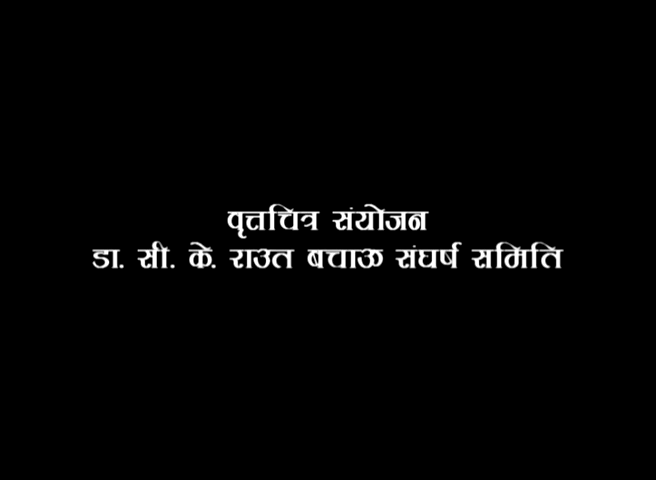 वृत्तचित्र संयोजन
डा. सी. के. राउत बचाऊ संघर्ष समिति